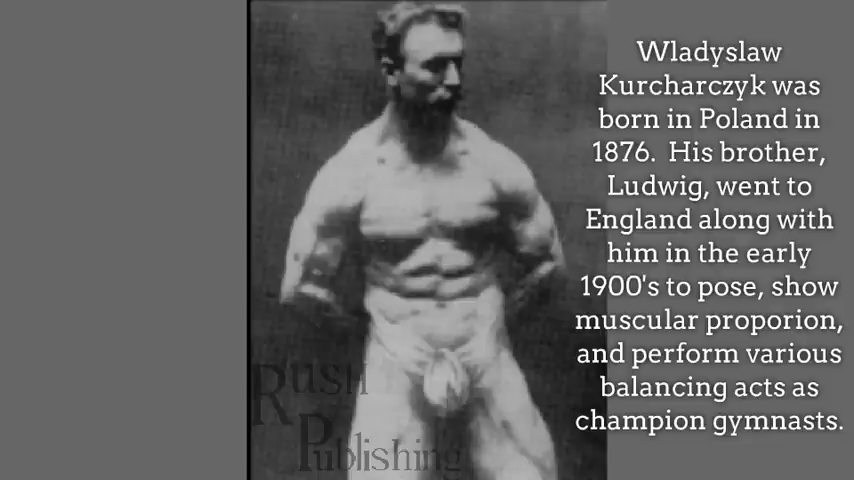 Wladyslaw
Kurcharczyk was
born in Poland in
1876. His brother,
Ludwig, went to
England along with
him in the early
1900's to pose, show
muscular proporion,
and perform various
balancing acts as
champion gymnasts.
Rush
Publishing